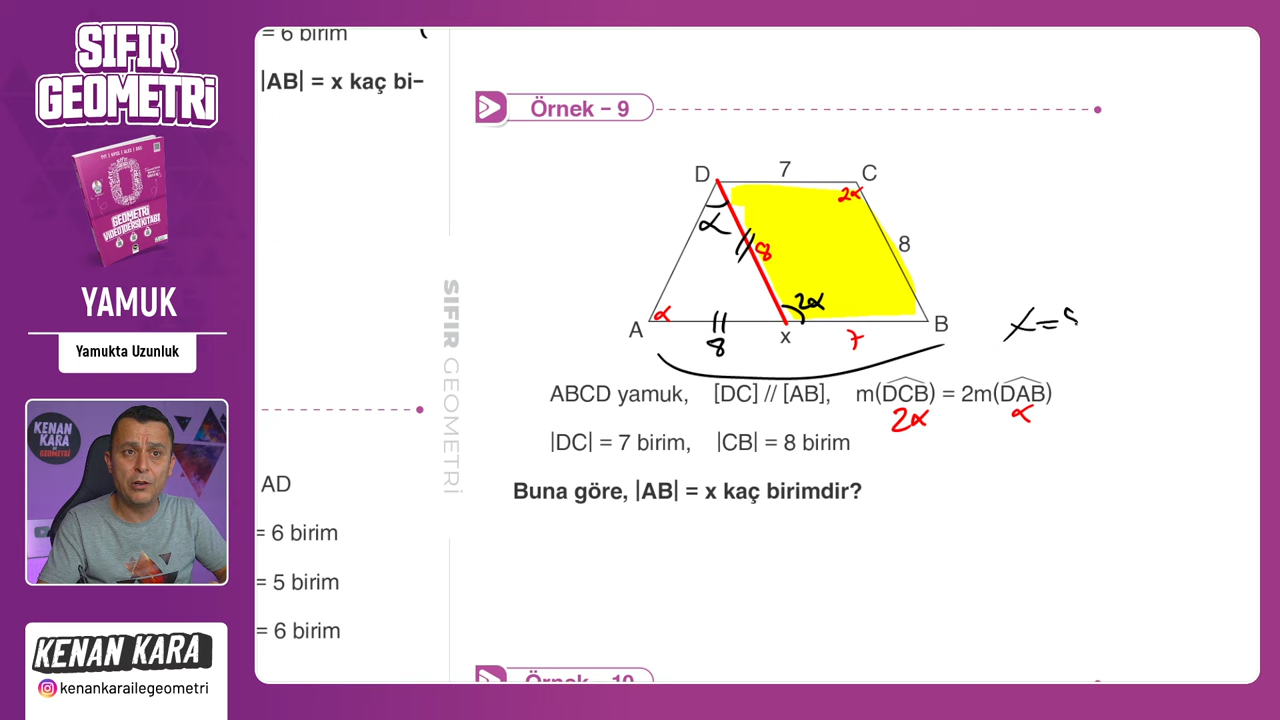 SIFIR
GEOMETRİ
GEOMETRİ
VİDEO DERS KİTABI
YAMUK
Yamukta Uzunluk
KENAN
KARA
KENAN KARA
kenankarailegeometri
= 6 birim
|AB| = x kaç bi-
AD
= 6 birim
= 5 birim
= 6 birim
SIFIR GEOMETRİ
Örnek - 9
D 7 C
2α
α
8
8
2α
A α B
8 x 7
x =
ABCD yamuk, [DC] // [AB], m(DCB) = 2m(DAB)
2α α
|DC| = 7 birim, |CB| = 8 birim
Buna göre, |AB| = x kaç birimdir?
Örnek - 10